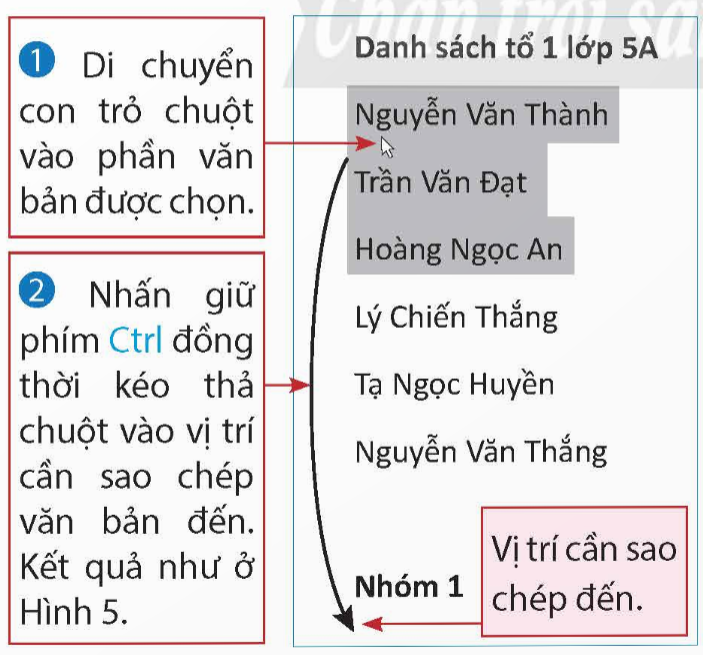 Chân trời sá
1 Di chuyển
con trỏ chuột
vào phần văn
bản được chọn.
2 Nhấn giữ
phím Ctrl đồng
thời kéo thả
chuột vào vị trí
cần sao chép
văn bản đến.
Kết quả như ở
Hình 5.
Danh sách tổ 1 lớp 5A
Nguyễn Văn Thành
Trần Văn Đạt
Hoàng Ngọc An
Lý Chiến Thắng
Tạ Ngọc Huyền
Nguyễn Văn Thắng
Nhóm 1
Vị trí cần sao
chép đến.